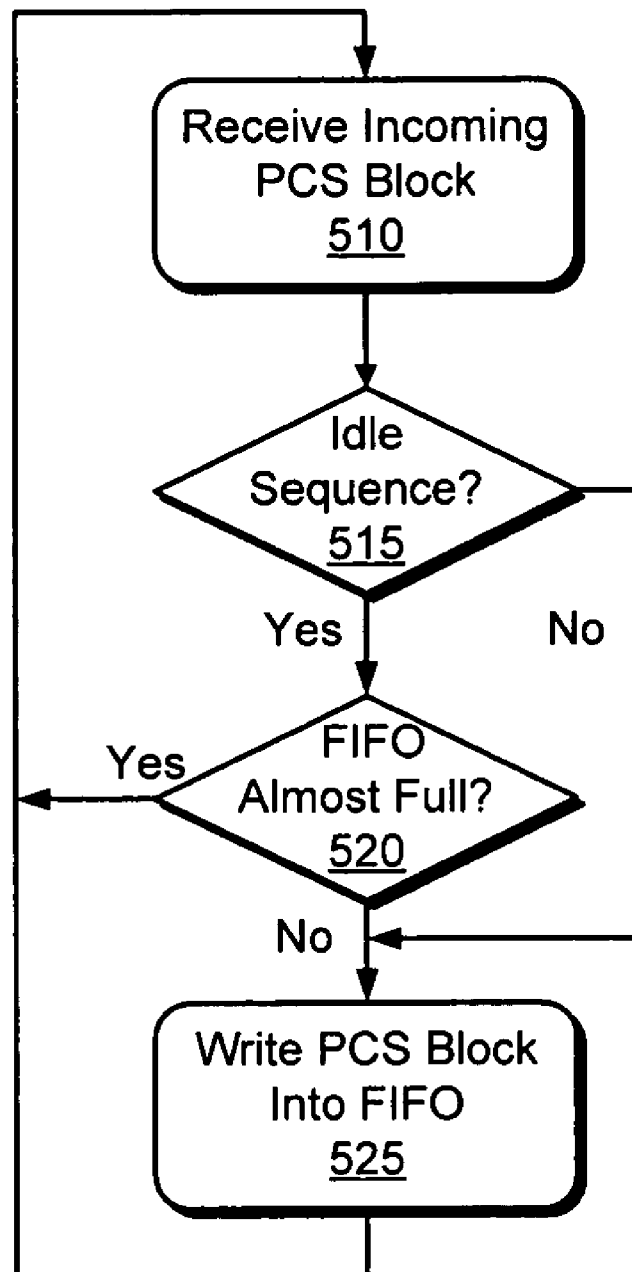 Receive Incoming
PCS Block
510
Idle
Sequence?
515
Yes
No
FIFO
Yes
Almost Full?
520
No
Write PCS Block
Into FIFO
525